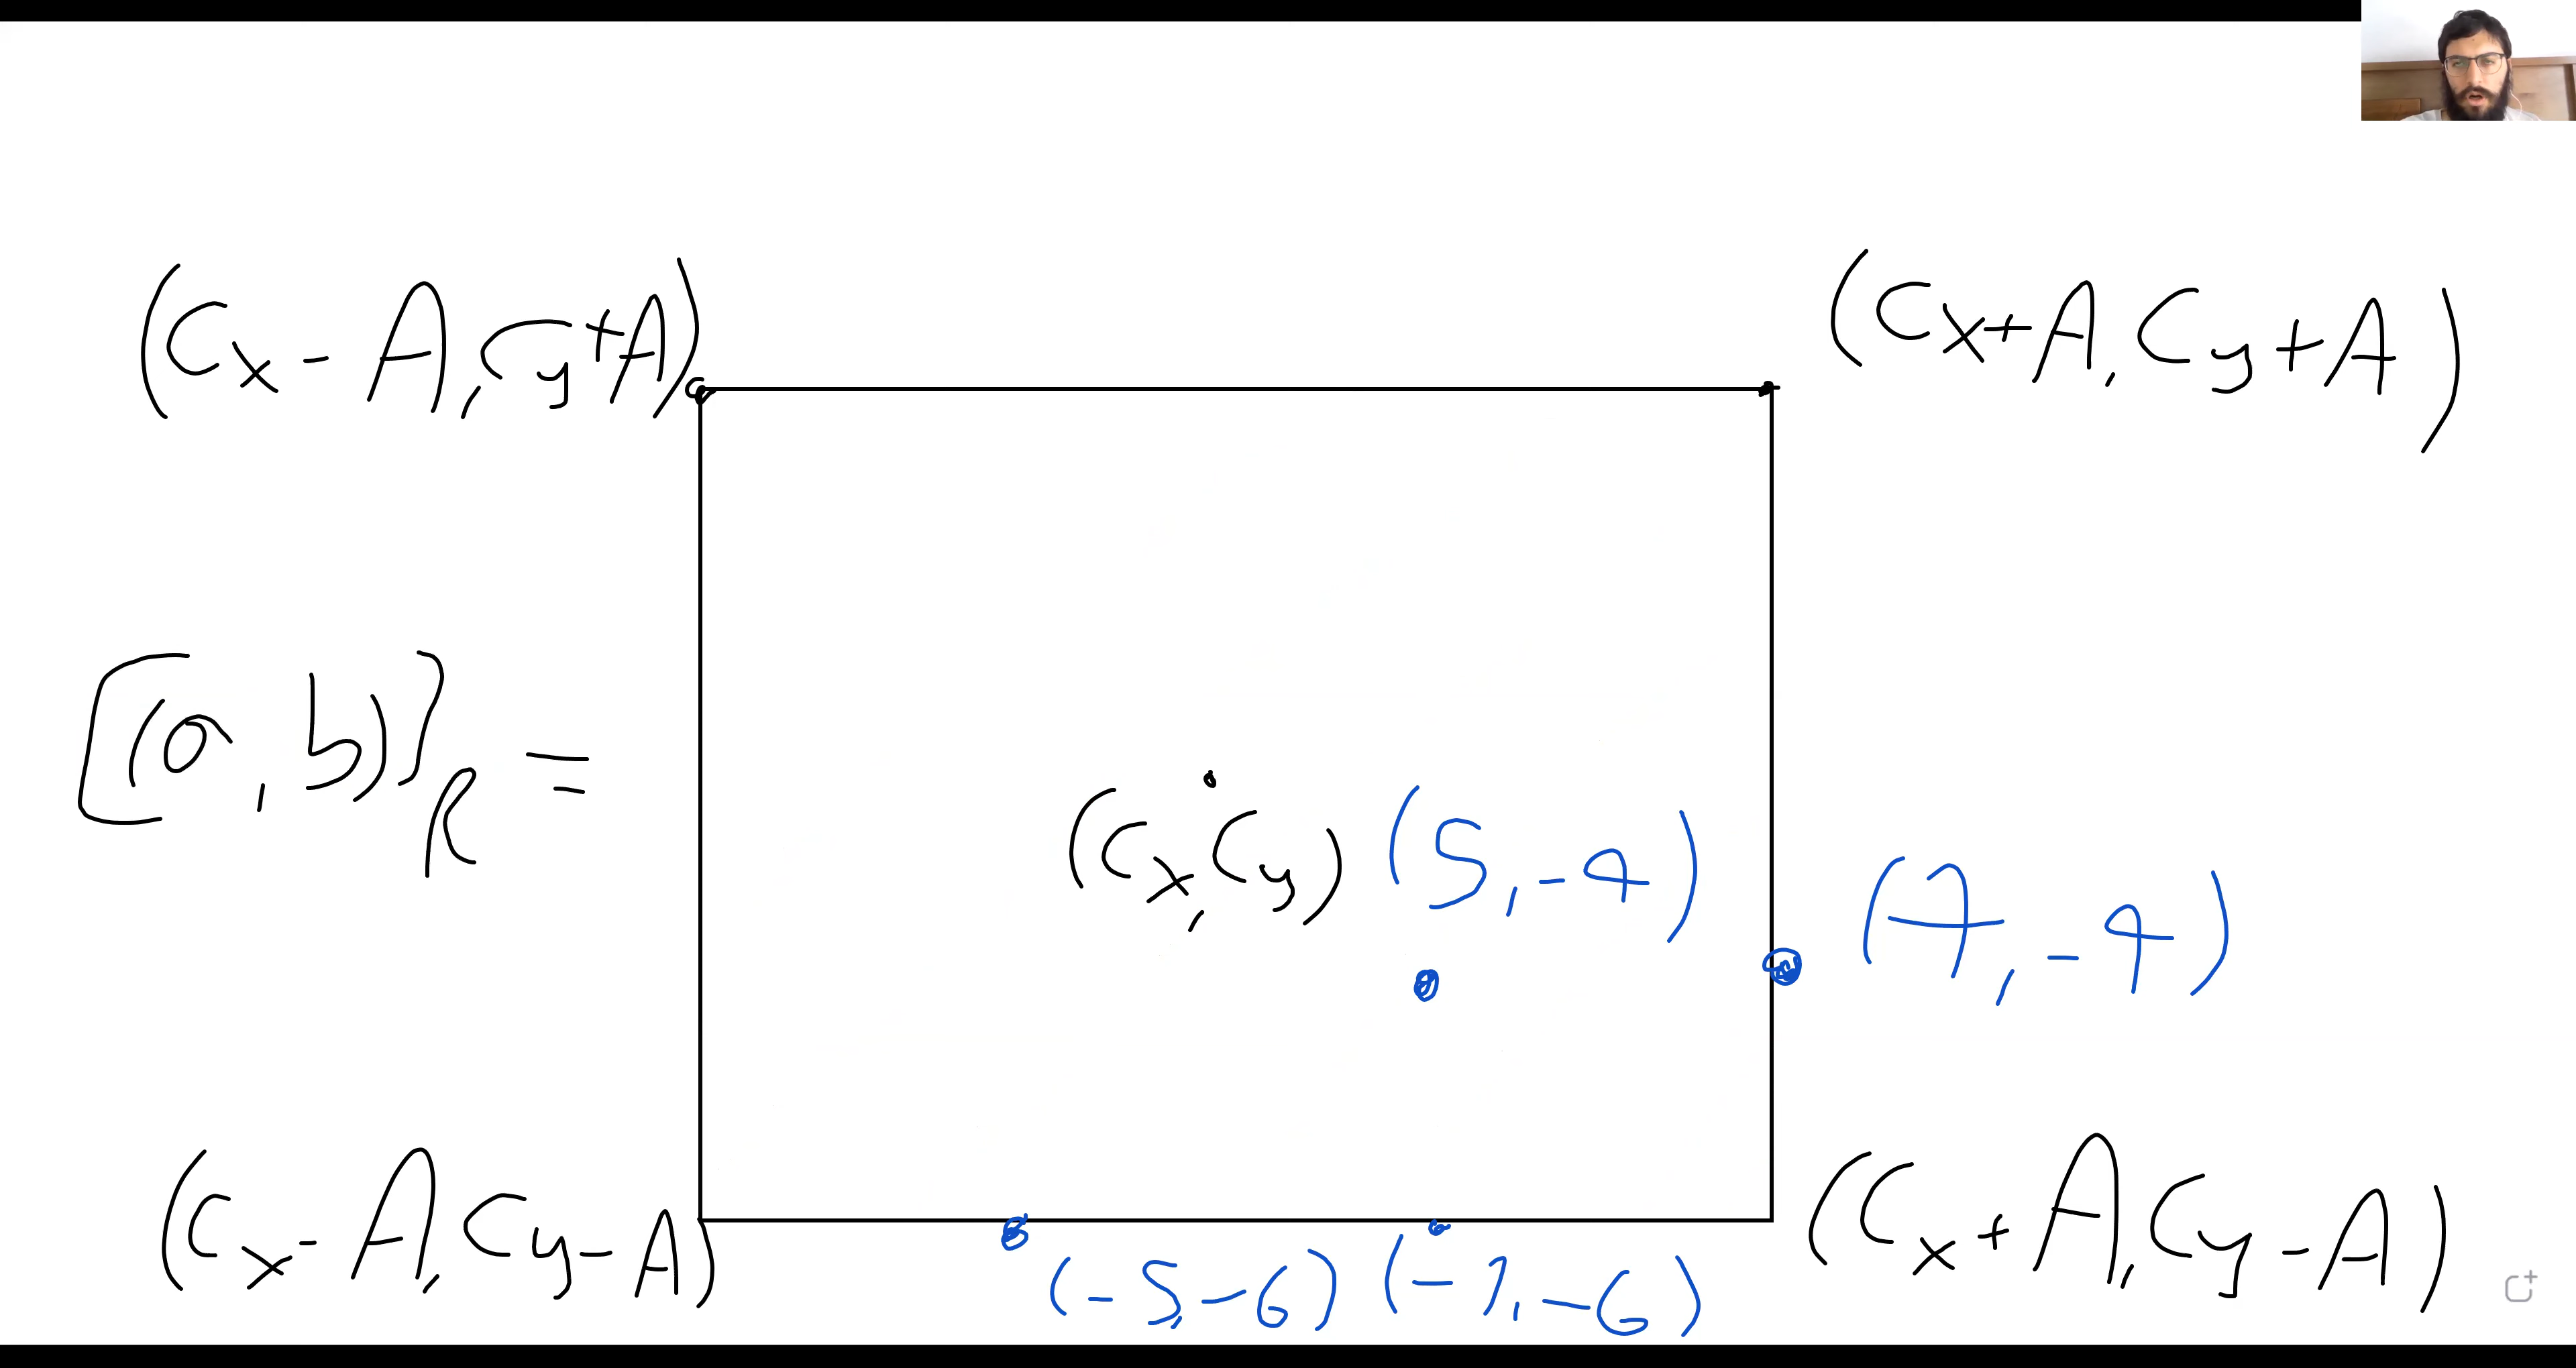 (Cx - A, Cy + A)
(Cx + A, Cy + A)
[(a, b)]R =
(Cx, Cy) (5, -4)
(7, -4)
(Cx - A, Cy - A)
(Cx + A, Cy - A)
(-5, -6) (-1, -6)